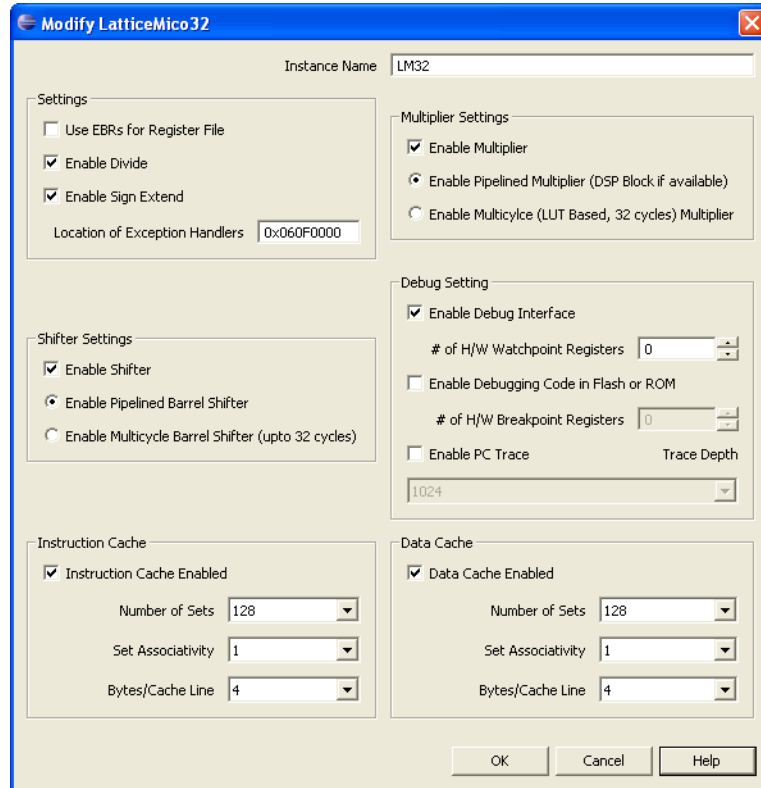 Modify LatticeMico32
Instance Name LM32
Settings
Use EBRs for Register File
Enable Divide
Enable Sign Extend
Location of Exception Handlers 0x060F0000
Multiplier Settings
Enable Multiplier
Enable Pipelined Multiplier (DSP Block if available)
Enable Multicylce (LUT Based, 32 cycles) Multiplier
Shifter Settings
Enable Shifter
Enable Pipelined Barrel Shifter
Enable Multicycle Barrel Shifter (upto 32 cycles)
Debug Setting
Enable Debug Interface
# of H/W Watchpoint Registers 0
Enable Debugging Code in Flash or ROM
# of H/W Breakpoint Registers 0
Enable PC Trace Trace Depth
1024
Instruction Cache
Instruction Cache Enabled
Number of Sets 128
Set Associativity 1
Bytes/Cache Line 4
Data Cache
Data Cache Enabled
Number of Sets 128
Set Associativity 1
Bytes/Cache Line 4
OK Cancel Help